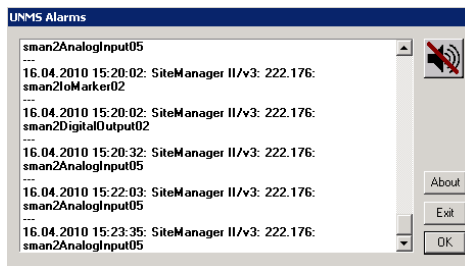 UNMS Alarms
sman2AnalogInput05
---
16.04.2010 15:20:02: SiteManager II/v3: 222.176:
sman2IoMarker02
---
16.04.2010 15:20:02: SiteManager II/v3: 222.176:
sman2DigitalOutput02
---
16.04.2010 15:20:32: SiteManager II/v3: 222.176:
sman2AnalogInput05
---
16.04.2010 15:22:03: SiteManager II/v3: 222.176:
sman2AnalogInput05
---
16.04.2010 15:23:35: SiteManager II/v3: 222.176:
sman2AnalogInput05
About
Exit
OK